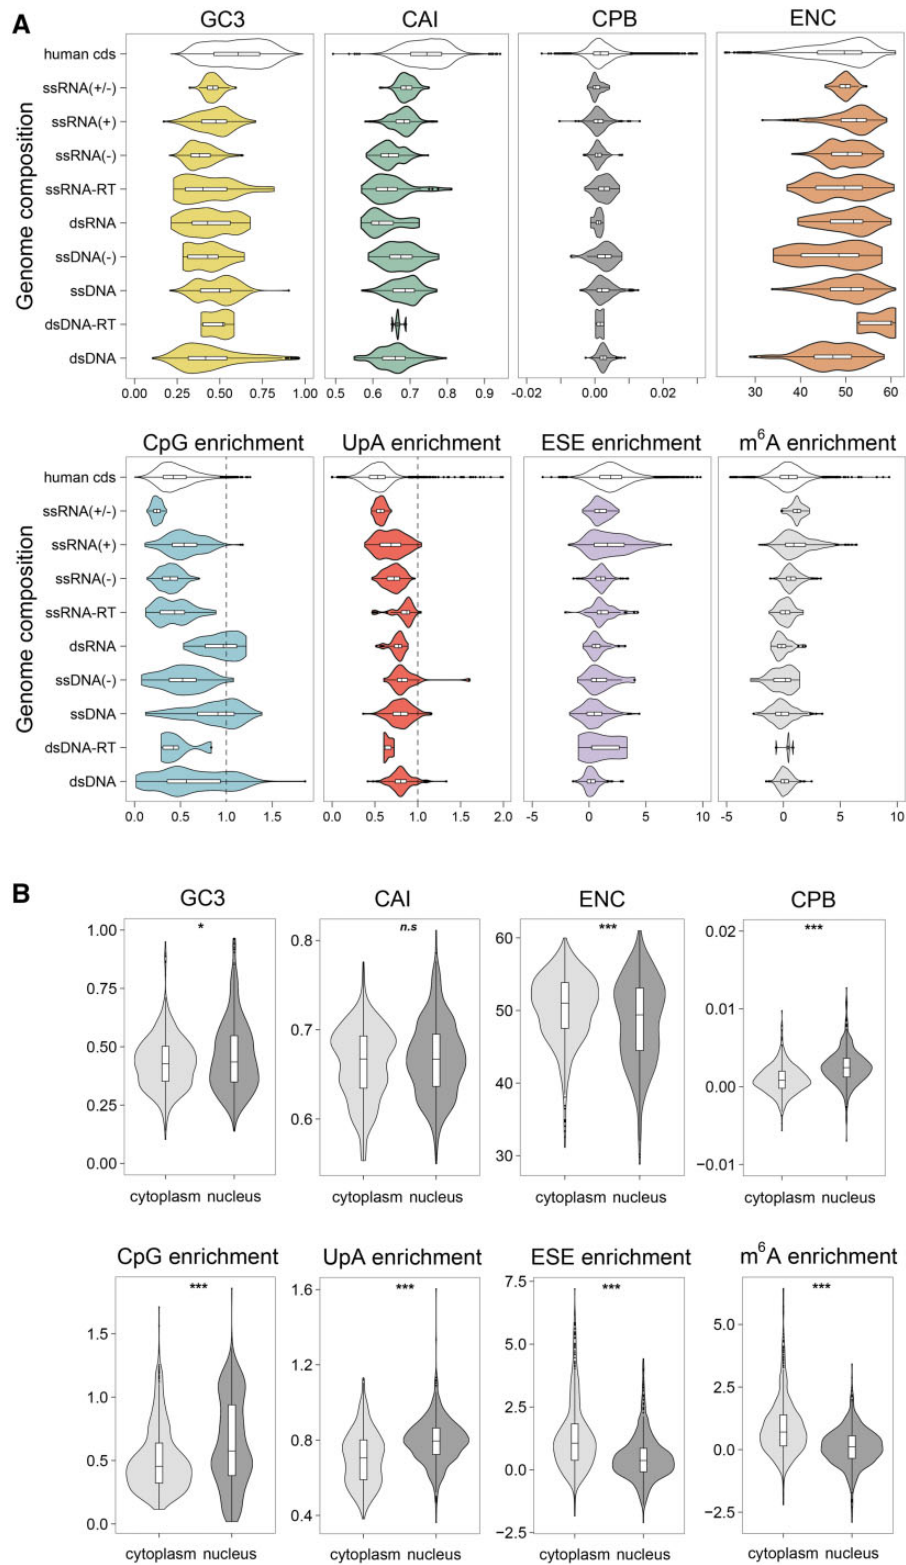 A
GC3 CAI CPB ENC
Genome composition
human cds
ssRNA(+/-)
ssRNA(+)
ssRNA(-)
ssRNA-RT
dsRNA
ssDNA(-)
ssDNA
dsDNA-RT
dsDNA
0.00 0.25 0.50 0.75 1.00 0.5 0.6 0.7 0.8 0.9 -0.02 0.00 0.02 30 40 50 60
CpG enrichment UpA enrichment ESE enrichment m⁶A enrichment
Genome composition
human cds
ssRNA(+/-)
ssRNA(+)
ssRNA(-)
ssRNA-RT
dsRNA
ssDNA(-)
ssDNA
dsDNA-RT
dsDNA
0.0 0.5 1.0 1.5 0.0 0.5 1.0 1.5 2.0 -5 0 5 10 -5 0 5 10
B
GC3 CAI ENC CPB
* n.s *** ***
1.00
0.75
0.50
0.25
0.00
0.8
0.7
0.6
60
50
40
30
0.02
0.01
0.00
−0.01
cytoplasm nucleus cytoplasm nucleus cytoplasm nucleus cytoplasm nucleus
CpG enrichment UpA enrichment ESE enrichment m⁶A enrichment
*** *** *** ***
1.5
1.0
0.5
0.0
1.6
1.2
0.8
0.4
7.5
5.0
2.5
0.0
−2.5
5.0
2.5
0.0
−2.5
cytoplasm nucleus cytoplasm nucleus cytoplasm nucleus cytoplasm nucleus